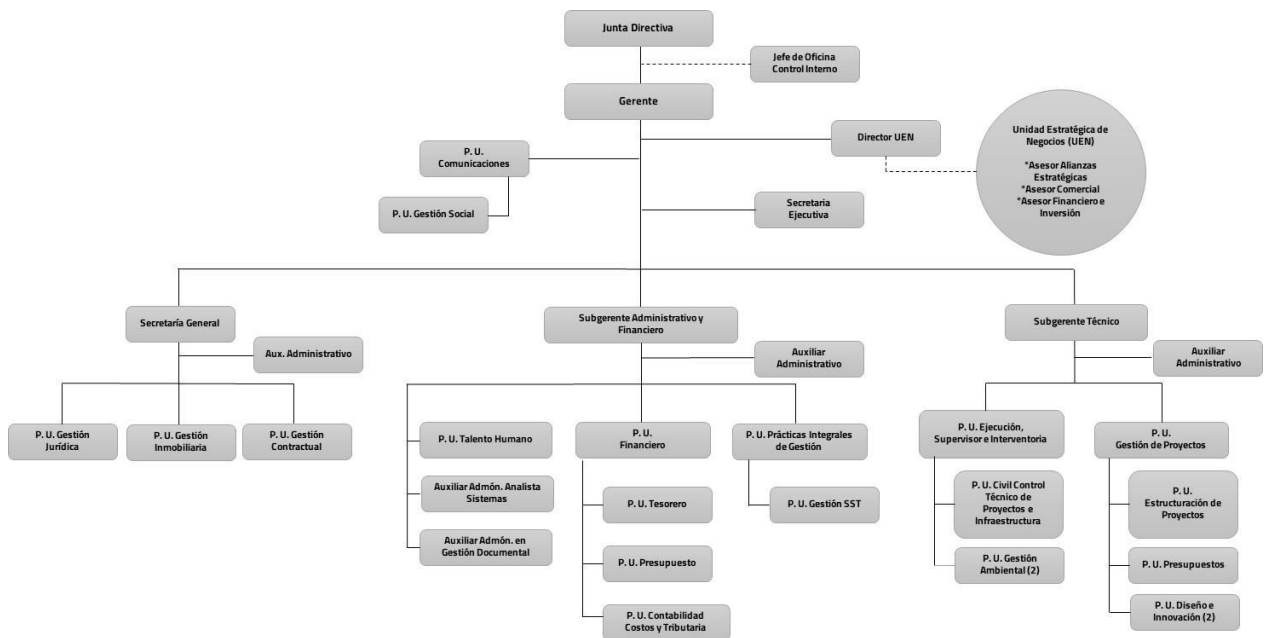 Junta Directiva
Jefe de Oficina
Control Interno
Gerente
Director UEN
Unidad Estratégica de
Negocios (UEN)
*Asesor Alianzas
Estratégicas
*Asesor Comercial
*Asesor Financiero e
Inversión
P. U.
Comunicaciones
P. U. Gestión Social
Secretaria
Ejecutiva
Secretaría General
Aux. Administrativo
P. U. Gestión
Jurídica
P. U. Gestión
Inmobiliaria
P. U. Gestión
Contractual
Subgerente Administrativo y
Financiero
Auxiliar
Administrativo
P. U. Talento Humano
Auxiliar Admón. Analista
Sistemas
Auxiliar Admón. en
Gestión Documental
P. U.
Financiero
P. U. Tesorero
P. U. Presupuesto
P. U. Contabilidad
Costos y Tributaria
P. U. Prácticas Integrales
de Gestión
P. U. Gestión SST
Subgerente Técnico
Auxiliar
Administrativo
P. U. Ejecución,
Supervisor e Interventoria
P. U. Civil Control
Técnico de
Proyectos e
Infraestructura
P. U. Gestión
Ambiental (2)
P. U.
Gestión de Proyectos
P. U.
Estructuración de
Proyectos
P. U. Presupuestos
P. U. Diseño e
Innovación (2)